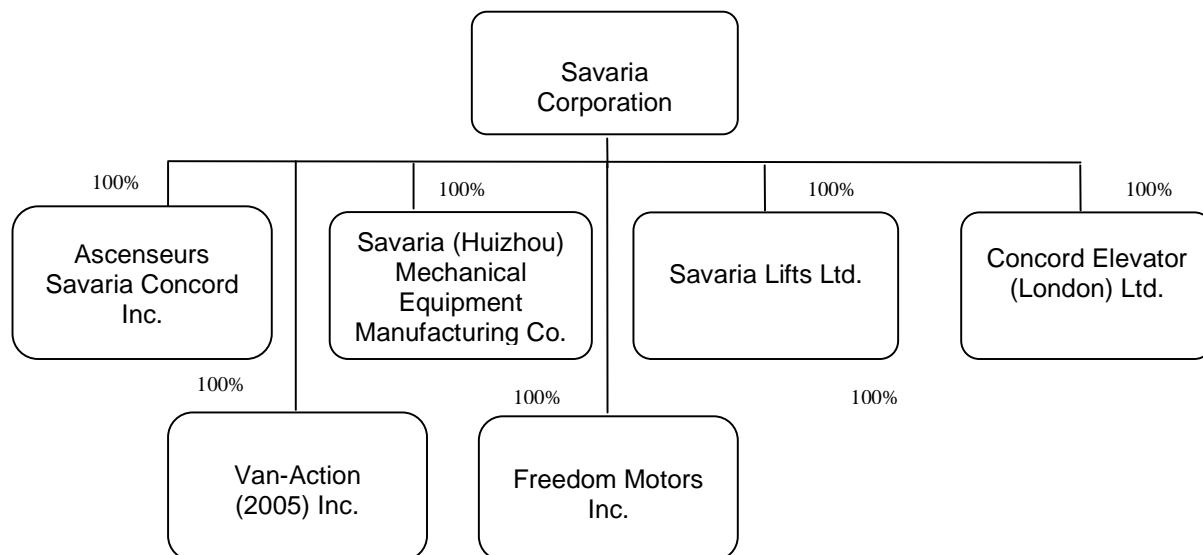 Savaria
Corporation
100%
100%
100%
100%
Ascenseurs
Savaria Concord
Inc.
Savaria (Huizhou)
Mechanical
Equipment
Manufacturing Co.
Savaria Lifts Ltd.
Concord Elevator
(London) Ltd.
100%
100%
100%
Van-Action
(2005) Inc.
Freedom Motors
Inc.